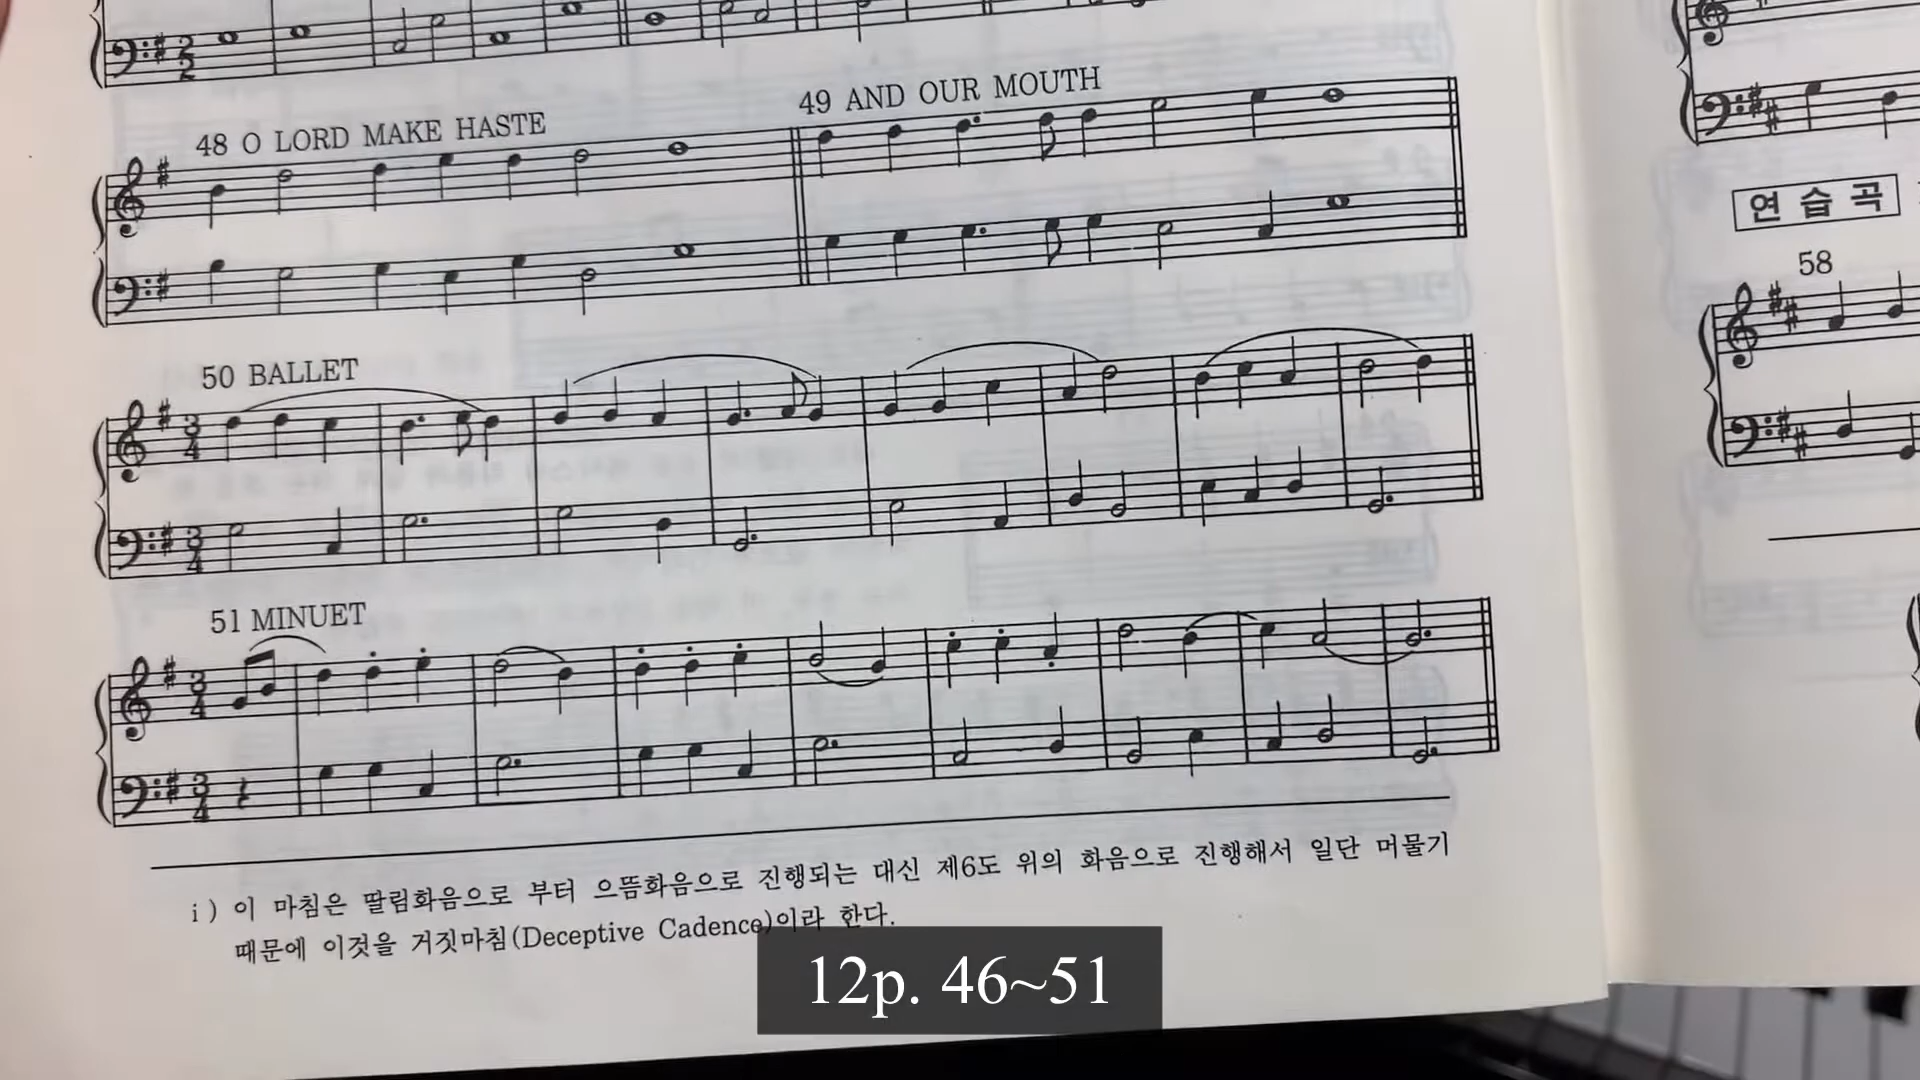 48 O LORD MAKE HASTE
49 AND OUR MOUTH
50 BALLET
51 MINUET
i) 이 마침은 딸림화음으로 부터 으뜸화음으로 진행되는 대신 제6도 위의 화음으로 진행해서 일단 머물기
때문에 이것을 거짓마침(Deceptive Cadence)이라 한다.
연습곡
58
12p. 46~51